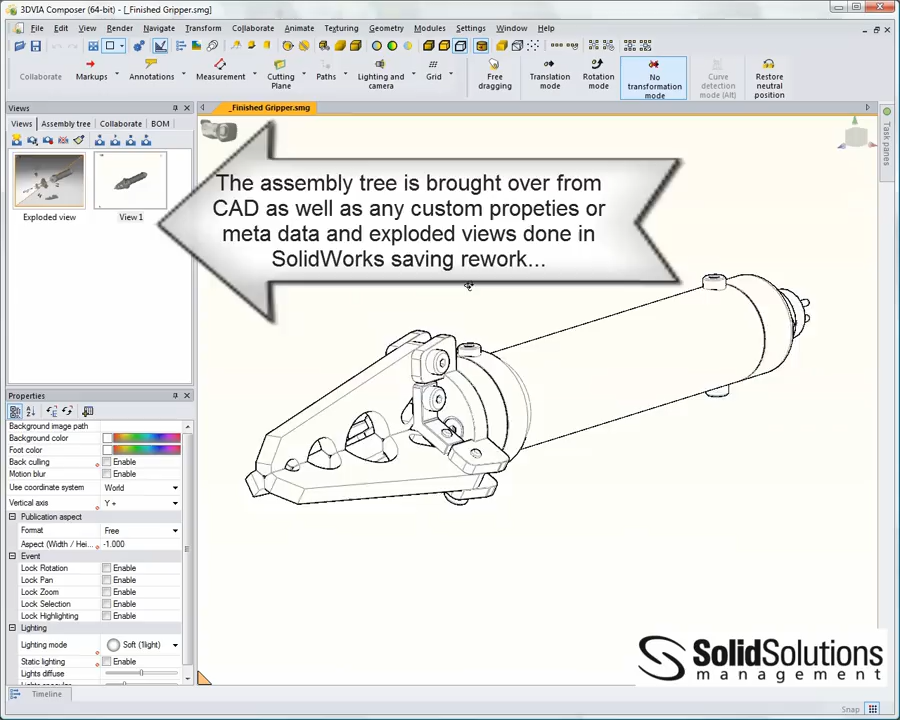 3DVIA Composer (64-bit) - [_Finished Gripper.smg]
File Edit View Render Navigate Transform Collaborate Animate Texturing Geometry Modules Settings Window Help
Collaborate Markups Annotations Measurement Cutting Plane Paths Lighting and camera Grid Free dragging Translation mode Rotation mode No transformation mode Curve detection mode (Alt) Restore neutral position
Views
_Finished Gripper.smg
Views Assembly tree Collaborate BOM
Task panes
Exploded view View 1
The assembly tree is brought over from
CAD as well as any custom propeties or
meta data and exploded views done in
SolidWorks saving rework...
Properties
Background image path
Background color
Foot color
Back culling Enable
Motion blur Enable
Use coordinate system World
Vertical axis Y +
Publication aspect
Format Free
Aspect (Width / Hei... -1.000
Event
Lock Rotation Enable
Lock Pan Enable
Lock Zoom Enable
Lock Selection Enable
Lock Highlighting Enable
Lighting
Lighting mode Soft (1light)
Static lighting Enable
Lights diffuse
SolidSolutions
management
Timeline
Snap